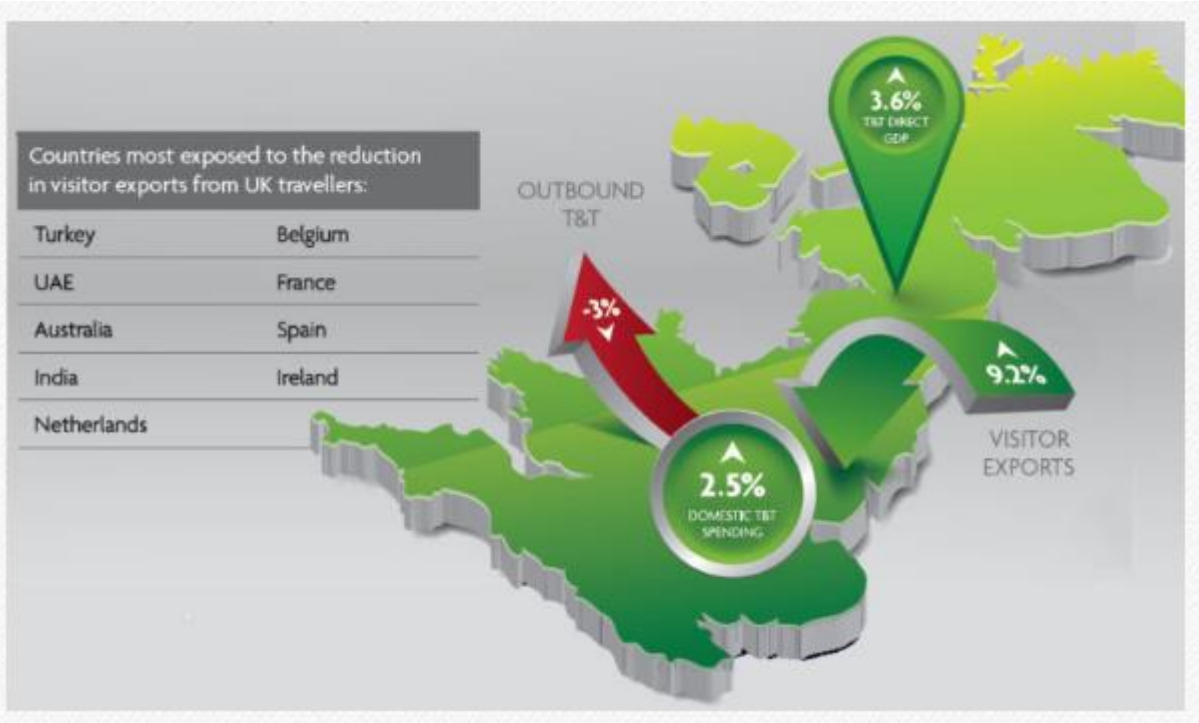 Countries most exposed to the reduction
in visitor exports from UK travellers:
Turkey Belgium
UAE France
Australia Spain
India Ireland
Netherlands
OUTBOUND
T&T
-3%
3.6%
T&T DIRECT
GDP
9.2%
VISITOR
EXPORTS
2.5%
DOMESTIC T&T
SPENDING